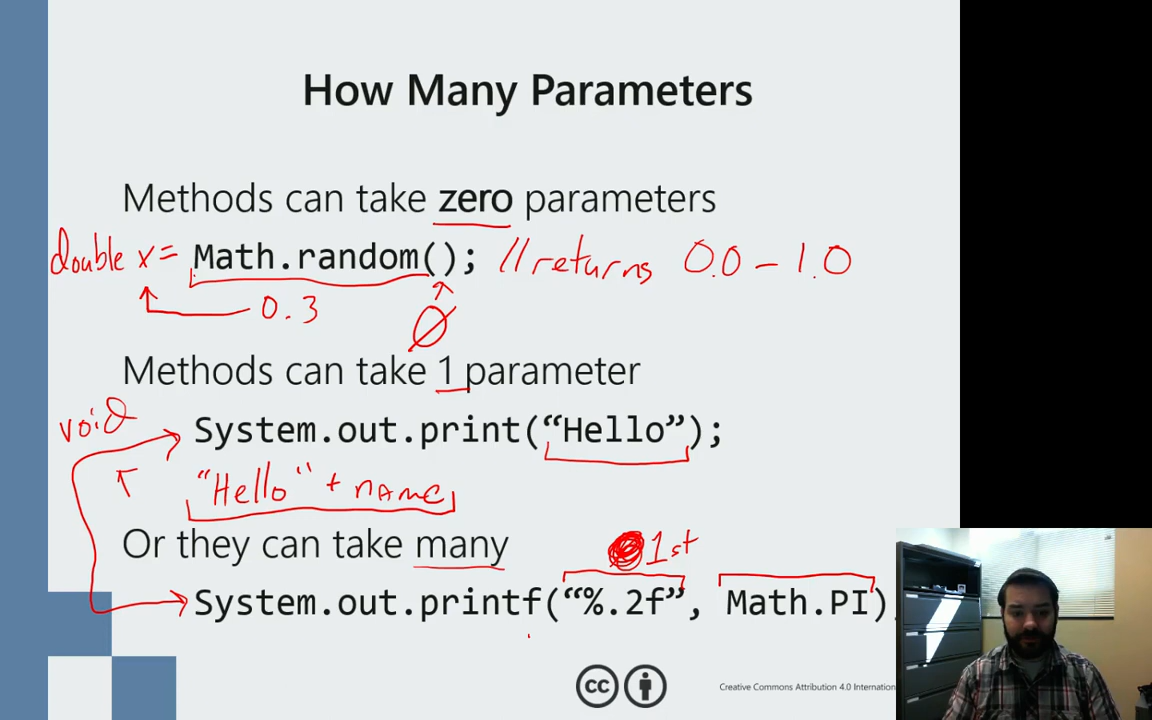 How Many Parameters
Methods can take zero parameters
double x = Math.random(); //returns 0.0 - 1.0
0.3
Ø
Methods can take 1 parameter
void
System.out.print(“Hello”);
"Hello" + name
Or they can take many
1st
System.out.printf(“%.2f”, Math.PI)
cc
Creative Commons Attribution 4.0 Internation